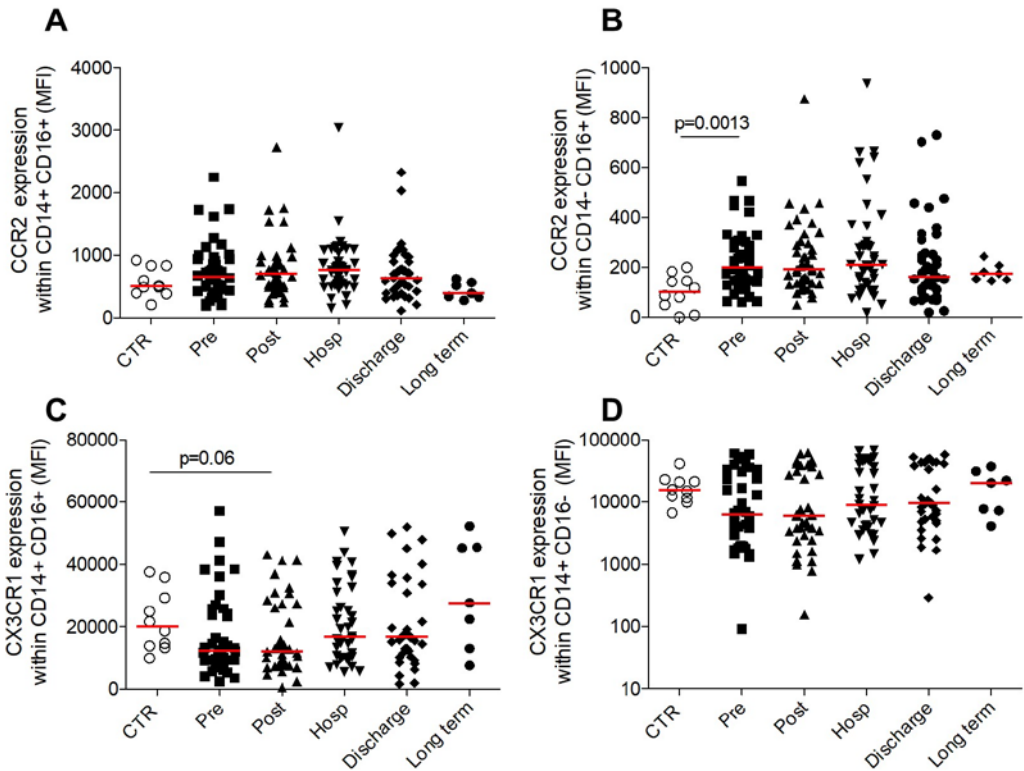 A
CCR2 expression
within CD14+ CD16+ (MFI)
4000
3000
2000
1000
0
CTR
Pre
Post
Hosp
Discharge
Long term
B
CCR2 expression
within CD14- CD16+ (MFI)
1000
800
600
400
200
0
p=0.0013
CTR
Pre
Post
Hosp
Discharge
Long term
C
CX3CR1 expression
within CD14+ CD16+ (MFI)
80000
60000
40000
20000
0
p=0.06
CTR
Pre
Post
Hosp
Discharge
Long term
D
CX3CR1 expression
within CD14+ CD16- (MFI)
100000
10000
1000
100
10
CTR
Pre
Post
Hosp
Discharge
Long term